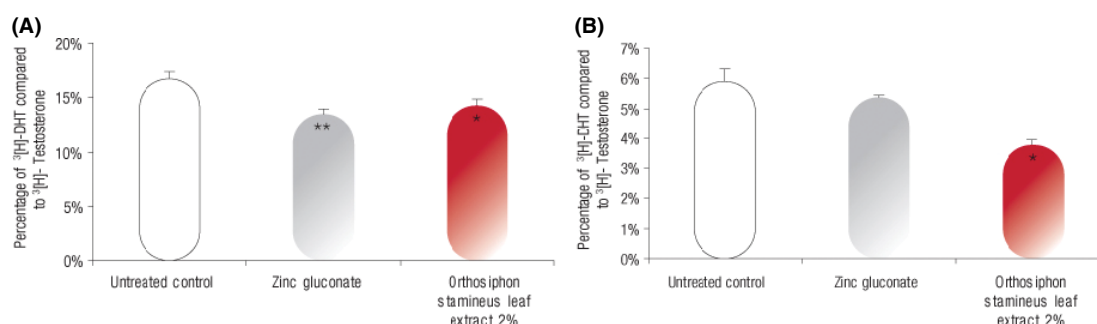 (A)
Percentage of ³[H]-DHT compared
to ³[H]- Testosterone
20%
15%
10%
5%
0%
**
*
Untreated control
Zinc gluconate
Orthosiphon
stamineus leaf
extract 2%
(B)
Percentage of ³[H]-CHT compared
to ³[H]- Testosterone
7%
6%
5%
4%
3%
2%
1%
0%
*
Untreated control
Zinc gluconate
Orthosiphon
stamineus leaf
extract 2%